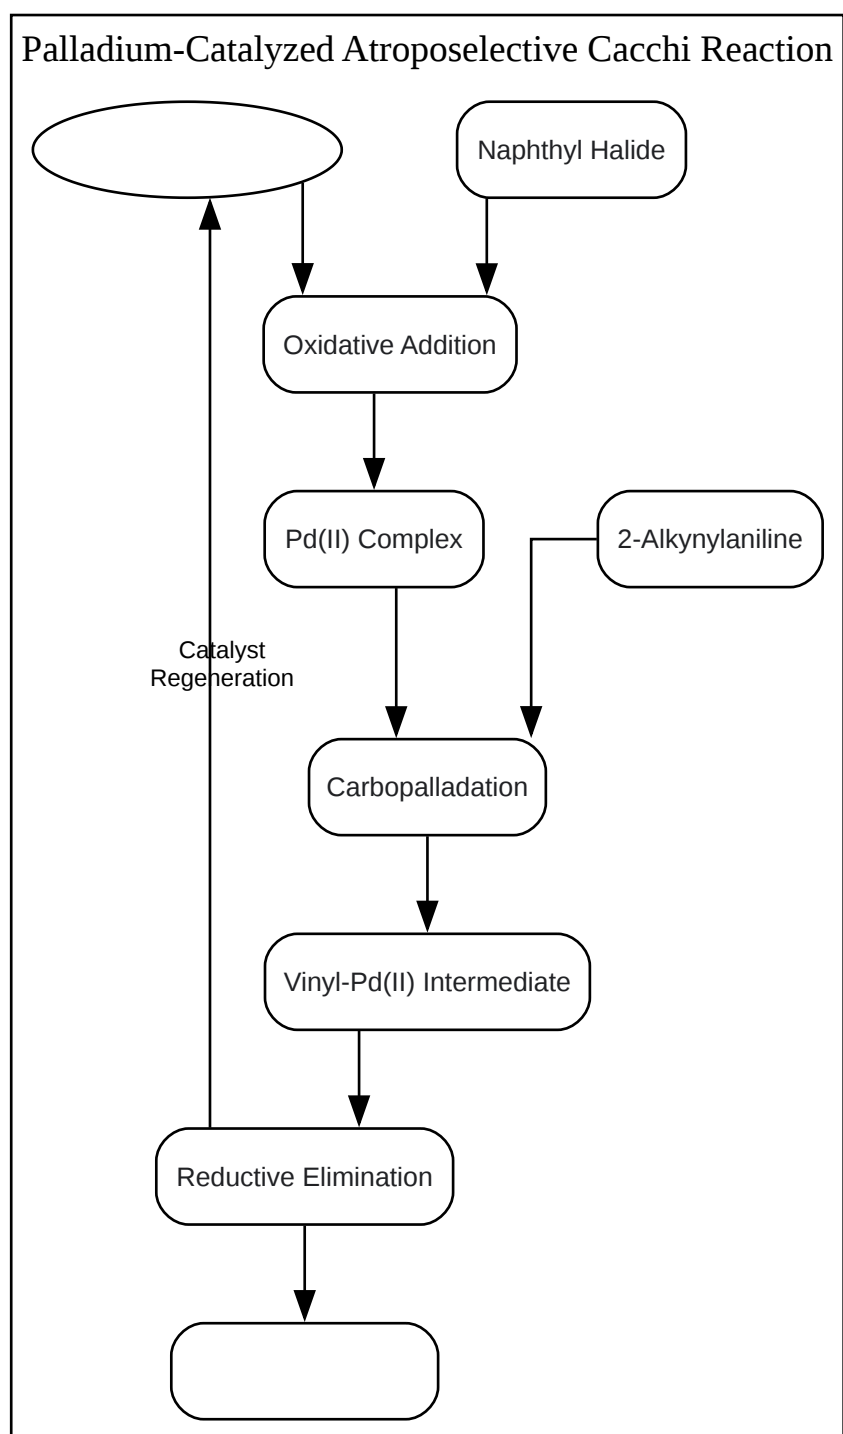 Palladium-Catalyzed Atroposelective Cacchi Reaction
Naphthyl Halide
Oxidative Addition
Pd(II) Complex
2-Alkynylaniline
Catalyst
Regeneration
Carbopalladation
Vinyl-Pd(II) Intermediate
Reductive Elimination